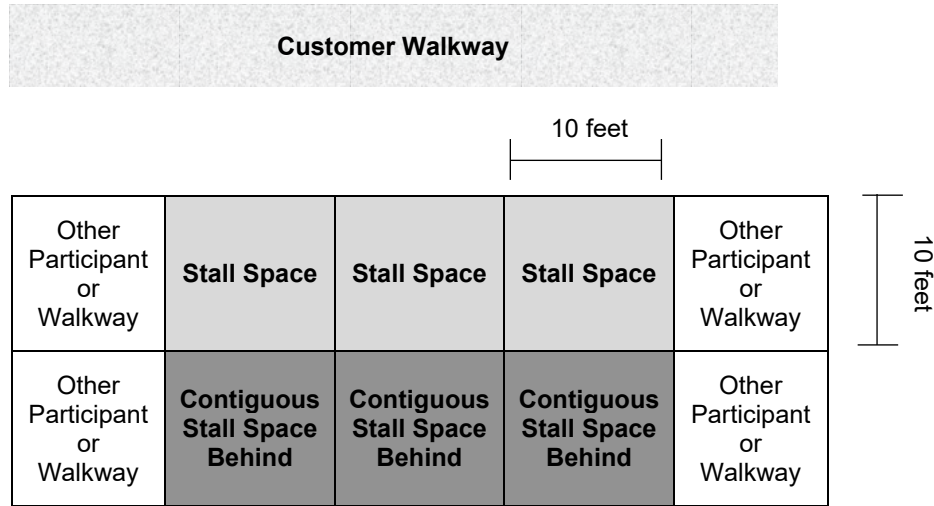 Customer Walkway
10 feet
Other
Participant
or
Walkway
Stall Space
Stall Space
Stall Space
Other
Participant
or
Walkway
10 feet
Other
Participant
or
Walkway
Contiguous
Stall Space
Behind
Contiguous
Stall Space
Behind
Contiguous
Stall Space
Behind
Other
Participant
or
Walkway